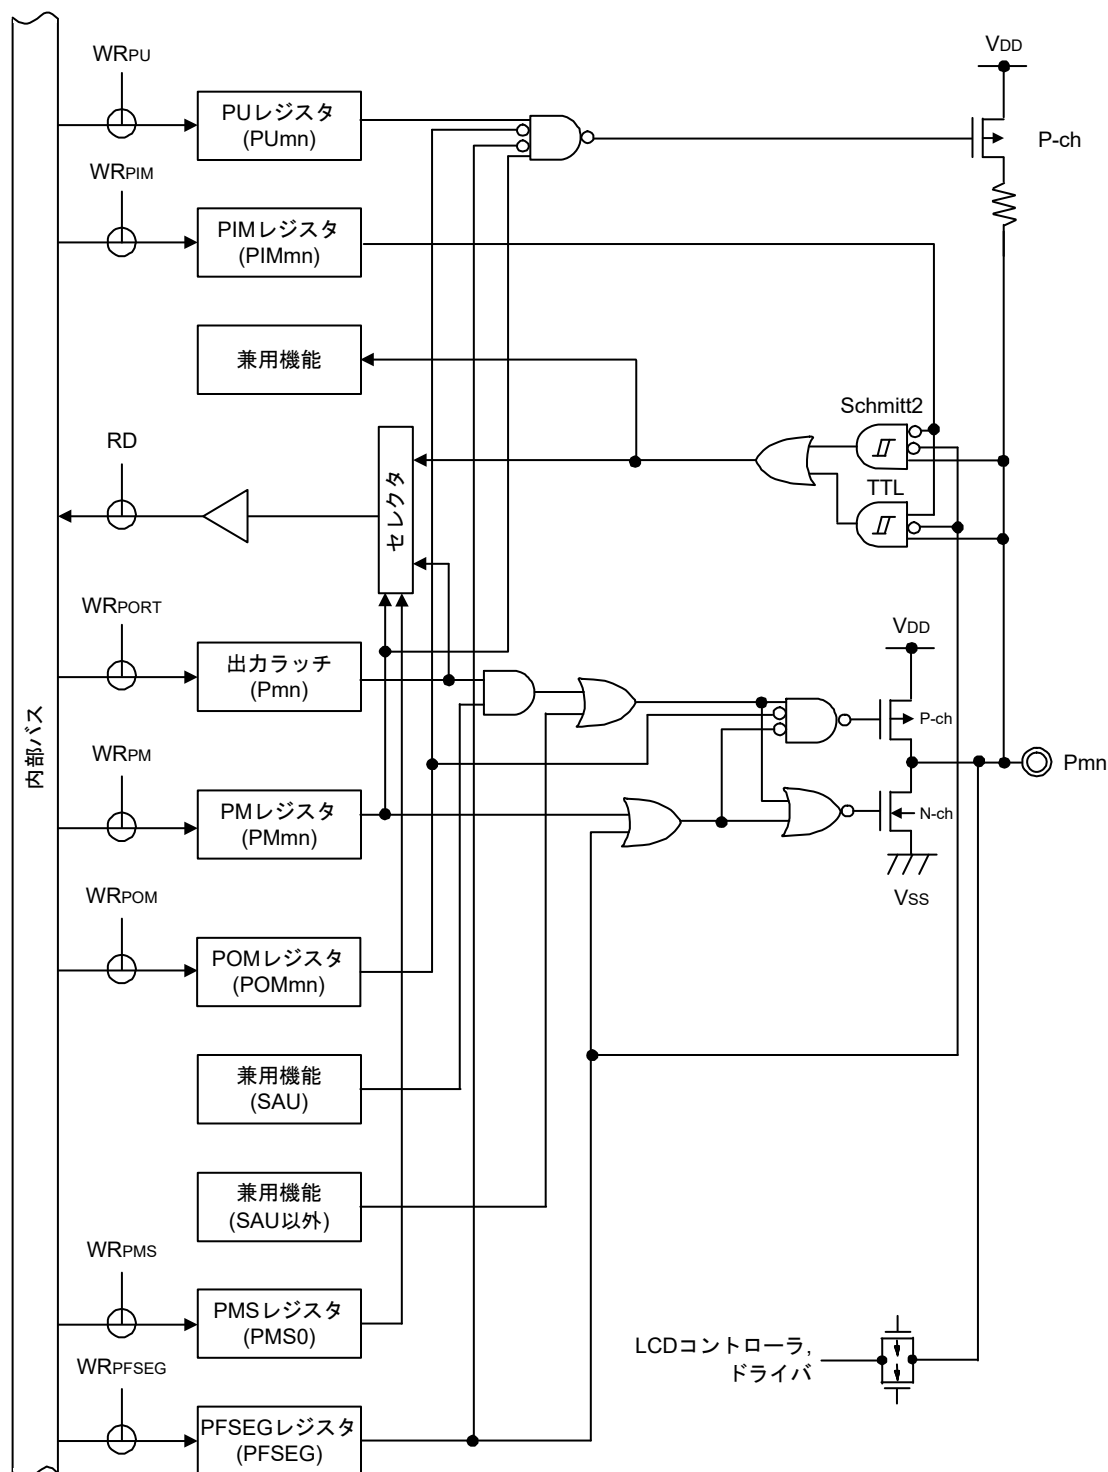 WRPU
PUレジスタ
(PUmn)
VDD
P-ch
WRPIM
PIMレジスタ
(PIMmn)
兼用機能
Schmitt2
RD
セレクタ
TTL
WRPORT
出力ラッチ
(Pmn)
VDD
P-ch
内部バス
WRPM
PMレジスタ
(PMmn)
Pmn
N-ch
VSS
WRPOM
POMレジスタ
(POMmn)
兼用機能
(SAU)
兼用機能
(SAU以外)
WRPMS
PMSレジスタ
(PMS0)
LCDコントローラ,
ドライバ
WRPFSEG
PFSEGレジスタ
(PFSEG)